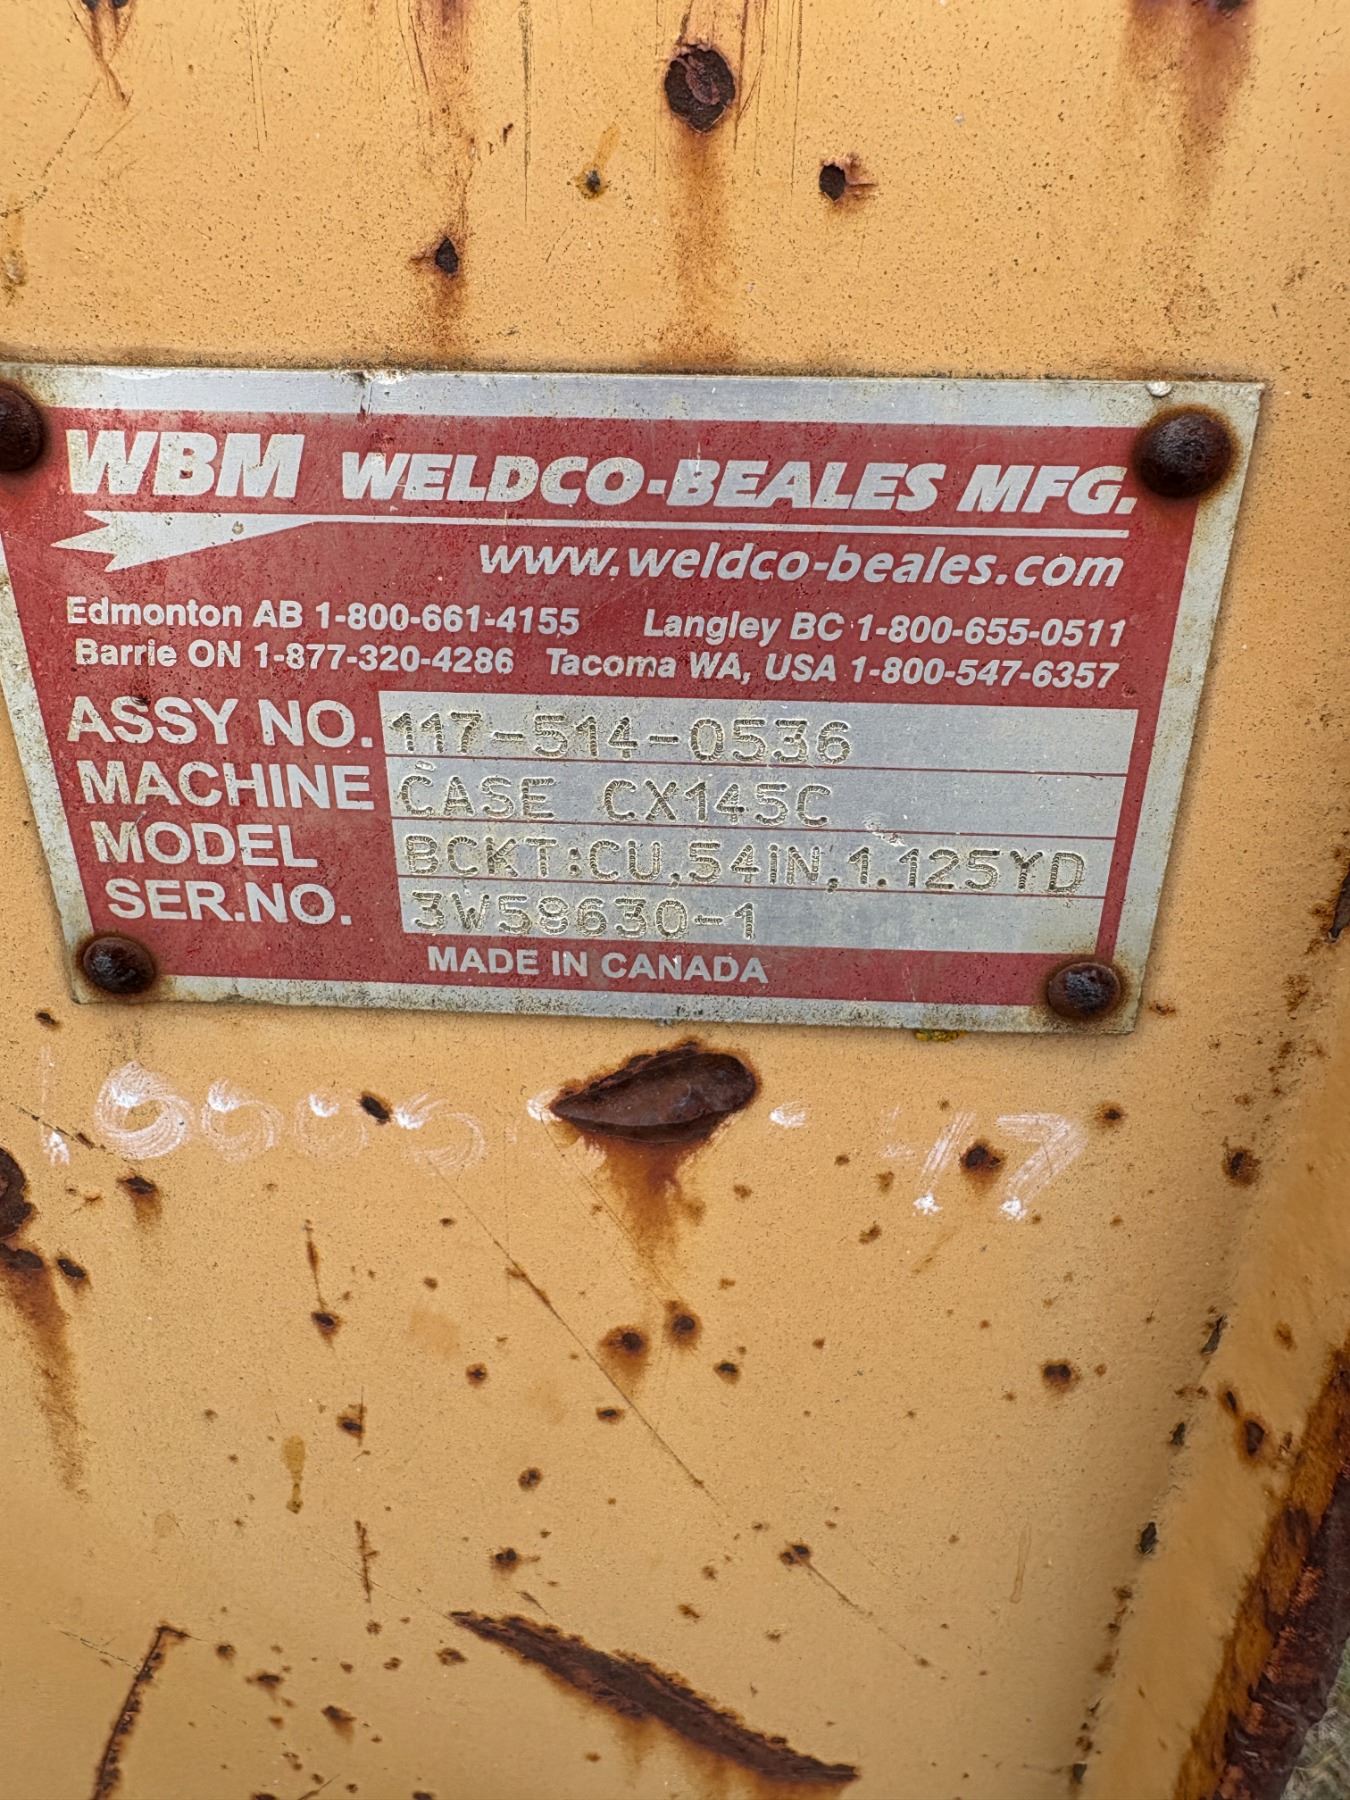 WBM WELDCO-BEALES MFG.
www.weldco-beales.com
Edmonton AB 1-800-661-4155 Langley BC 1-800-655-0511
Barrie ON 1-877-320-4286 Tacoma WA, USA 1-800-547-6357
ASSY NO. 117-514-0536
MACHINE CASE CX145C
MODEL BCKT:CU,54IN,1.125YD
SER.NO. 3W58630-1
MADE IN CANADA